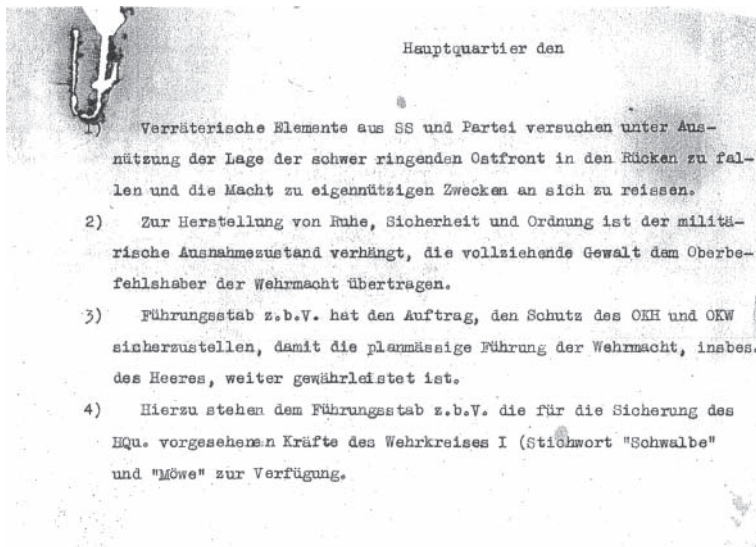 Hauptquartier den
1) Verräterische Elemente aus SS und Partei versuchen unter Aus-
nützung der Lage der schwer ringenden Ostfront in den Rücken zu fal-
len und die Macht zu eigennützigen Zwecken an sich zu reissen.
2) Zur Herstellung von Ruhe, Sicherheit und Ordnung ist der militä-
rische Ausnahmezustand verhängt, die vollziehende Gewalt dem Oberbe-
fehlshaber der Wehrmacht übertragen.
3) Führungsstab z.b.V. hat den Auftrag, den Schutz des OKH und OKW
sicherzustellen, damit die planmässige Führung der Wehrmacht, insbes.
des Heeres, weiter gewährleistet ist.
4) Hierzu stehen dem Führungsstab z.b.V. die für die Sicherung des
HQu. vorgesehenen Kräfte des Wehrkreises I (Stichwort "Schwalbe"
und "Möwe" zur Verfügung.